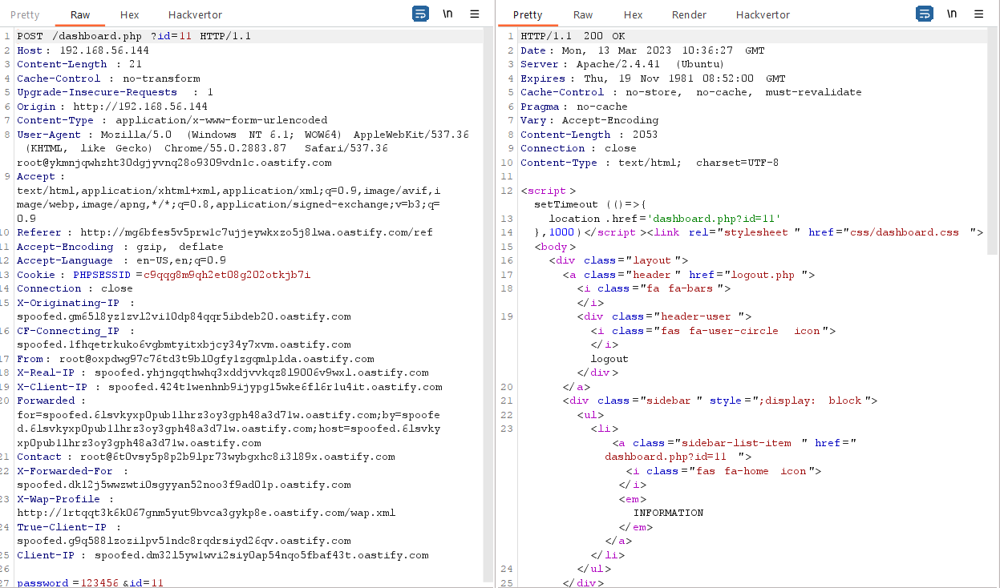 Pretty Raw Hex Hackvertor \n
1 POST /dashboard.php ?id=11 HTTP/1.1
2 Host: 192.168.56.144
3 Content-Length : 21
4 Cache-Control : no-transform
5 Upgrade-Insecure-Requests : 1
6 Origin: http://192.168.56.144
7 Content-Type : application/x-www-form-urlencoded
8 User-Agent : Mozilla/5.0 (Windows NT 6.1; WOW64) AppleWebKit/537.36
(KHTML, like Gecko) Chrome/55.0.2883.87 Safari/537.36
root@ykmnjqwhzht30dgjyvnq28o9309vdn1c.oastify.com
9 Accept :
text/html,application/xhtml+xml,application/xml;q=0.9,image/avif,i
mage/webp,image/apng,*/*;q=0.8,application/signed-exchange;v=b3;q=
0.9
10 Referer : http://mg6bfes5v5prw1c7ujjeywkxzo5j8lwa.oastify.com/ref
11 Accept-Encoding : gzip, deflate
12 Accept-Language : en-US,en;q=0.9
13 Cookie : PHPSESSID =c9qqg8m9qh2et08g202otkjb7i
14 Connection : close
15 X-Originating-IP :
spoofed.gm65l8yz1zvl2vi10dp84qqr5ibdeb20.oastify.com
16 CF-Connecting_IP :
spoofed.1fhqetrkuko6vgbmtyitxbjcy34y7xvm.oastify.com
17 From: root@oxpdwg97c76td3t9bl0gfy1zgqmlplda.oastify.com
18 X-Real-IP : spoofed.yhjngqthwhq3xddjvvkqz8l9006v9wxl.oastify.com
19 X-Client-IP : spoofed.424t1wenhnb9ijypg15wke6fl6r1u4it.oastify.com
20 Forwarded :
for=spoofed.6lsvkyxp0pub1lhrz3oy3gph48a3d71w.oastify.com;by=spoofe
d.6lsvkyxp0pub1lhrz3oy3gph48a3d71w.oastify.com;host=spoofed.6lsvky
xp0pub1lhrz3oy3gph48a3d71w.oastify.com
21 Contact : root@6t0vsy5p8p2b9lpr73wybgxhc8i3l89x.oastify.com
22 X-Forwarded-For :
spoofed.dk12j5wwzwti0sgyyan52noo3f9ad01p.oastify.com
23 X-Wap-Profile :
http://1rtqqt3k6k067gnm5yut9bvca3gykp8e.oastify.com/wap.xml
24 True-Client-IP :
spoofed.g9q588lzozilpv51ndc8rqdrsiyd26qv.oastify.com
25 Client-IP : spoofed.dm32l5yw1wvi2siy0ap54nqo5fbaf43t.oastify.com
26
27 password =123456 &id=11
Pretty Raw Hex Render Hackvertor \n
1 HTTP/1.1 200 OK
2 Date: Mon, 13 Mar 2023 10:36:27 GMT
3 Server: Apache/2.4.41 (Ubuntu)
4 Expires : Thu, 19 Nov 1981 08:52:00 GMT
5 Cache-Control : no-store, no-cache, must-revalidate
6 Pragma: no-cache
7 Vary: Accept-Encoding
8 Content-Length : 2053
9 Connection : close
10 Content-Type : text/html; charset=UTF-8
11
12 <script >
setTimeout (()=>{
13 location .href='dashboard.php?id=11'
14 },1000)</script ><link rel="stylesheet " href="css/dashboard.css ">
15 <body>
16 <div class="layout ">
17 <a class="header " href="logout.php ">
18 <i class="fa fa-bars ">
</i>
19 <div class="header-user ">
<i class="fas fa-user-circle icon">
</i>
logout
</div>
20 </a>
21 <div class="sidebar " style=";display: block">
22 <ul>
23 <li>
<a class="sidebar-list-item " href="
dashboard.php?id=11 ">
<i class="fas fa-home icon">
</i>
<em>
INFORMATION
</em>
</a>
</li>
24 </ul>
25 </div>